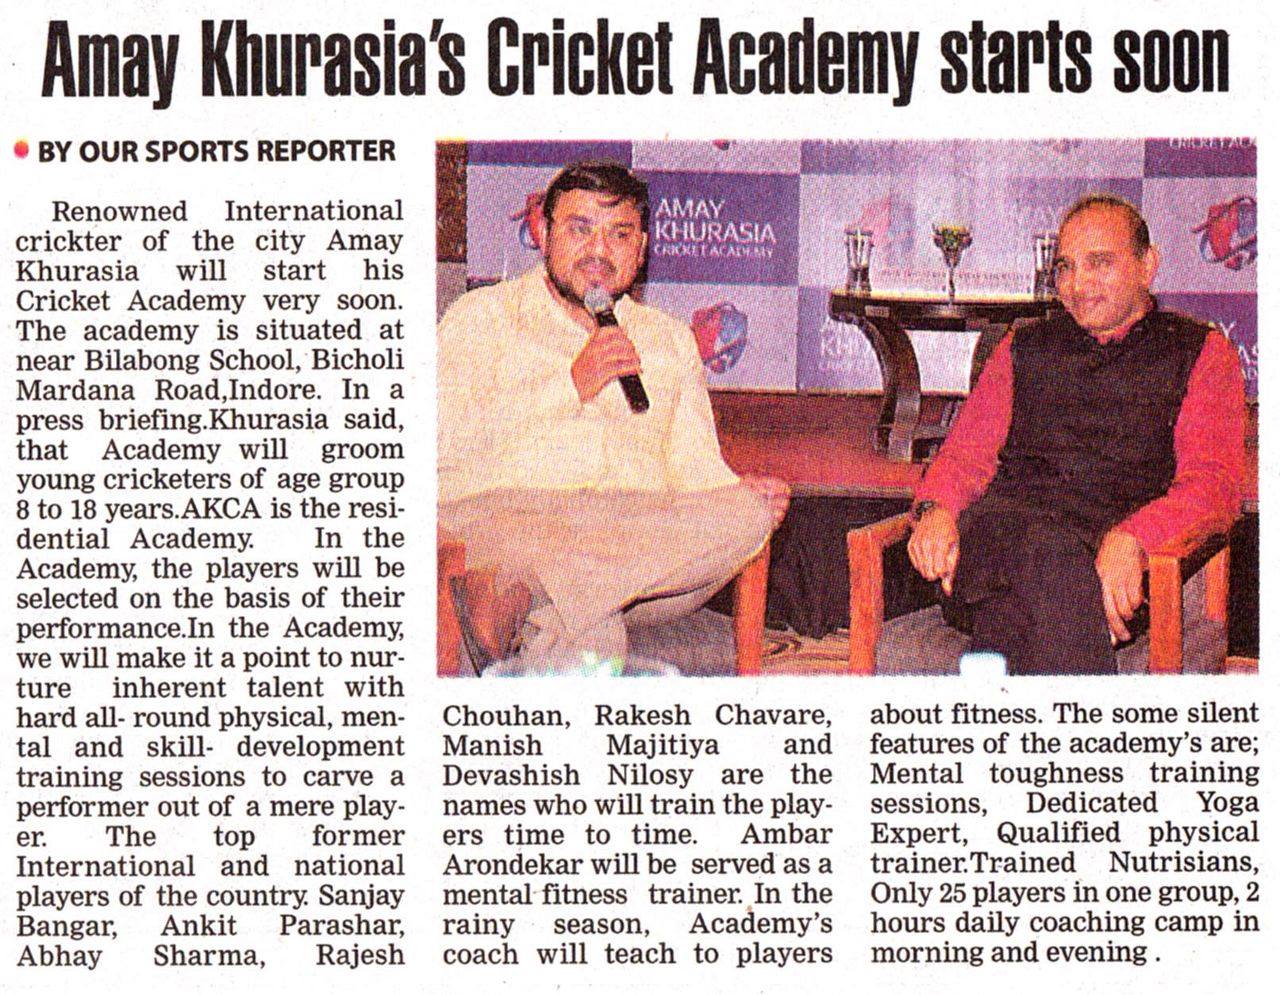 Amay Khurasia's Cricket Academy starts soon
• BY OUR SPORTS REPORTER
Renowned International
crickter of the city Amay
Khurasia will start his
Cricket Academy very soon.
The academy is situated at
near Bilabong School, Bicholi
Mardana Road,Indore. In a
press briefing.Khurasia said,
that Academy will groom
young cricketers of age group
8 to 18 years.AKCA is the resi-
dential Academy. In the
Academy, the players will be
selected on the basis of their
performance.In the Academy,
we will make it a point to nur-
ture inherent talent with
hard all- round physical, men-
tal and skill- development
training sessions to carve a
performer out of a mere play-
er. The top former
International and national
players of the country. Sanjay
Bangar, Ankit Parashar,
Abhay Sharma, Rajesh
AMAY
KHURASIA
CRICKET ACADEMY
Chouhan, Rakesh Chavare,
Manish Majitiya and
Devashish Nilosy are the
names who will train the play-
ers time to time. Ambar
Arondekar will be served as a
mental fitness trainer. In the
rainy season, Academy's
coach will teach to players
about fitness. The some silent
features of the academy's are;
Mental toughness training
sessions, Dedicated Yoga
Expert, Qualified physical
trainer.Trained Nutrisians,
Only 25 players in one group, 2
hours daily coaching camp in
morning and evening .